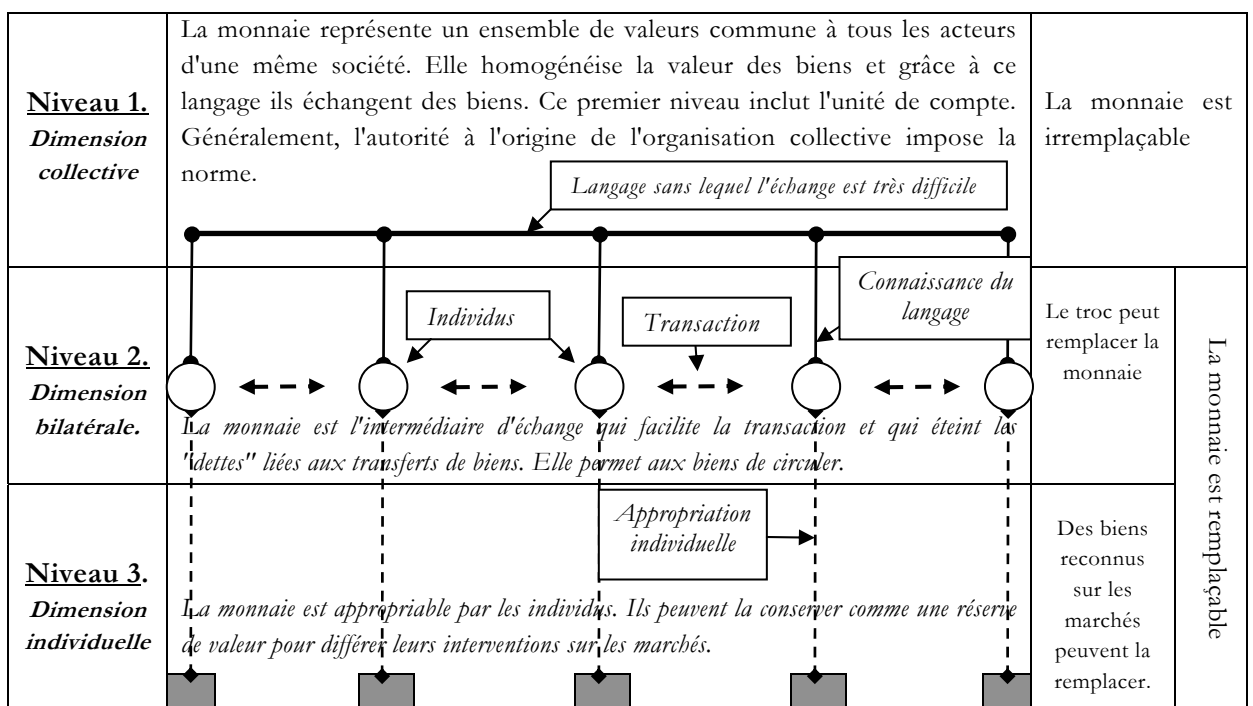 Niveau 1.
Dimension
collective
La monnaie représente un ensemble de valeurs commune à tous les acteurs
d'une même société. Elle homogénéise la valeur des biens et grâce à ce
langage ils échangent des biens. Ce premier niveau inclut l'unité de compte.
Généralement, l'autorité à l'origine de l'organisation collective impose la
norme.
Langage sans lequel l'échange est très difficile
La monnaie est
irremplaçable
Niveau 2.
Dimension
bilatérale.
Individus
Transaction
Connaissance du
langage
La monnaie est l'intermédiaire d'échange qui facilite la transaction et qui éteint les
"dettes" liées aux transferts de biens. Elle permet aux biens de circuler.
Le troc peut
remplacer la
monnaie
La monnaie est remplaçable
Niveau 3.
Dimension
individuelle
Appropriation
individuelle
La monnaie est appropriable par les individus. Ils peuvent la conserver comme une réserve
de valeur pour différer leurs interventions sur les marchés.
Des biens
reconnus
sur les
marchés
peuvent la
remplacer.